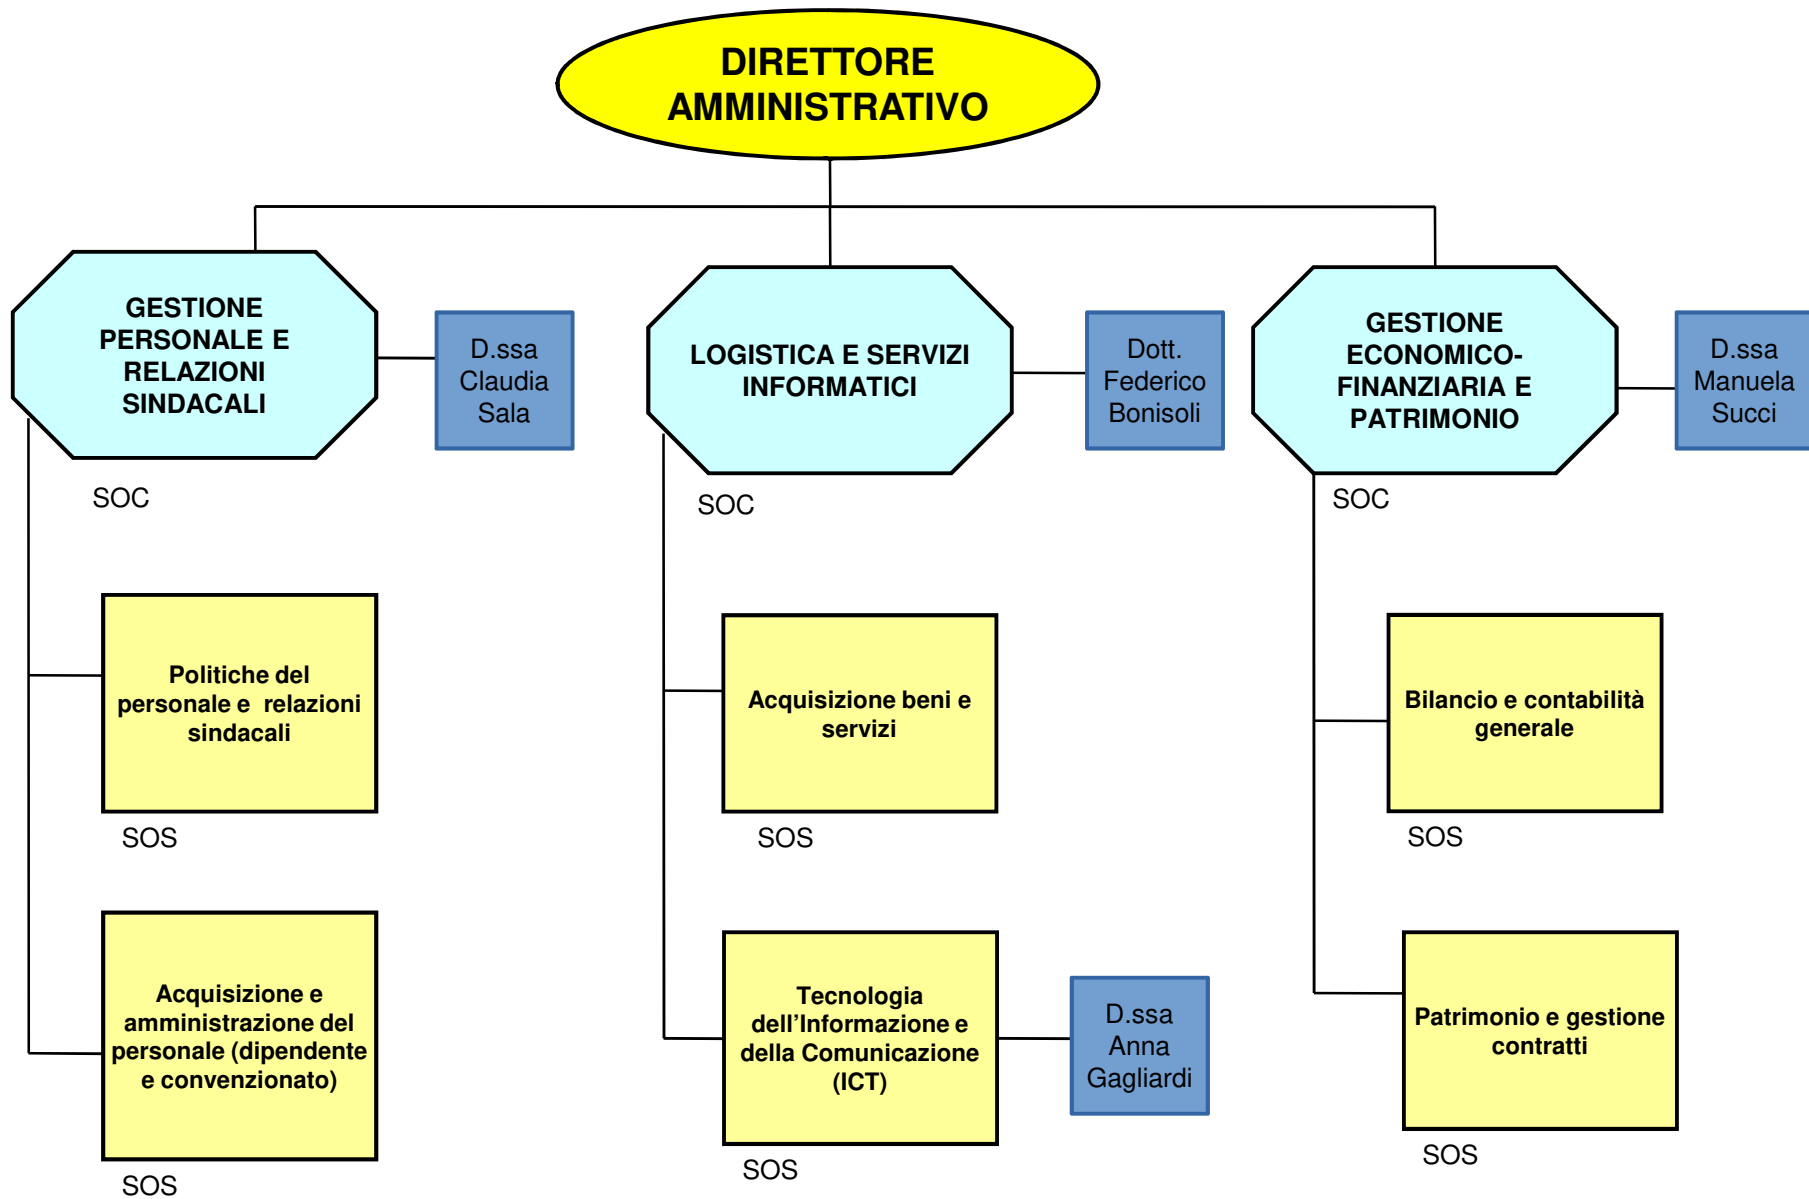 DIRETTORE
AMMINISTRATIVO
GESTIONE
PERSONALE E
RELAZIONI
SINDACALI
D.ssa
Claudia
Sala
SOC
LOGISTICA E SERVIZI
INFORMATICI
Dott.
Federico
Bonisoli
SOC
GESTIONE
ECONOMICO-
FINANZIARIA E
PATRIMONIO
D.ssa
Manuela
Succi
SOC
Politiche del
personale e  relazioni
sindacali
SOS
Acquisizione beni e
servizi
SOS
Bilancio e contabilità
generale
SOS
Acquisizione e
amministrazione del
personale (dipendente
e convenzionato)
SOS
Tecnologia
dell’Informazione e
della Comunicazione
(ICT)
D.ssa
Anna
Gagliardi
SOS
Patrimonio e gestione
contratti
SOS